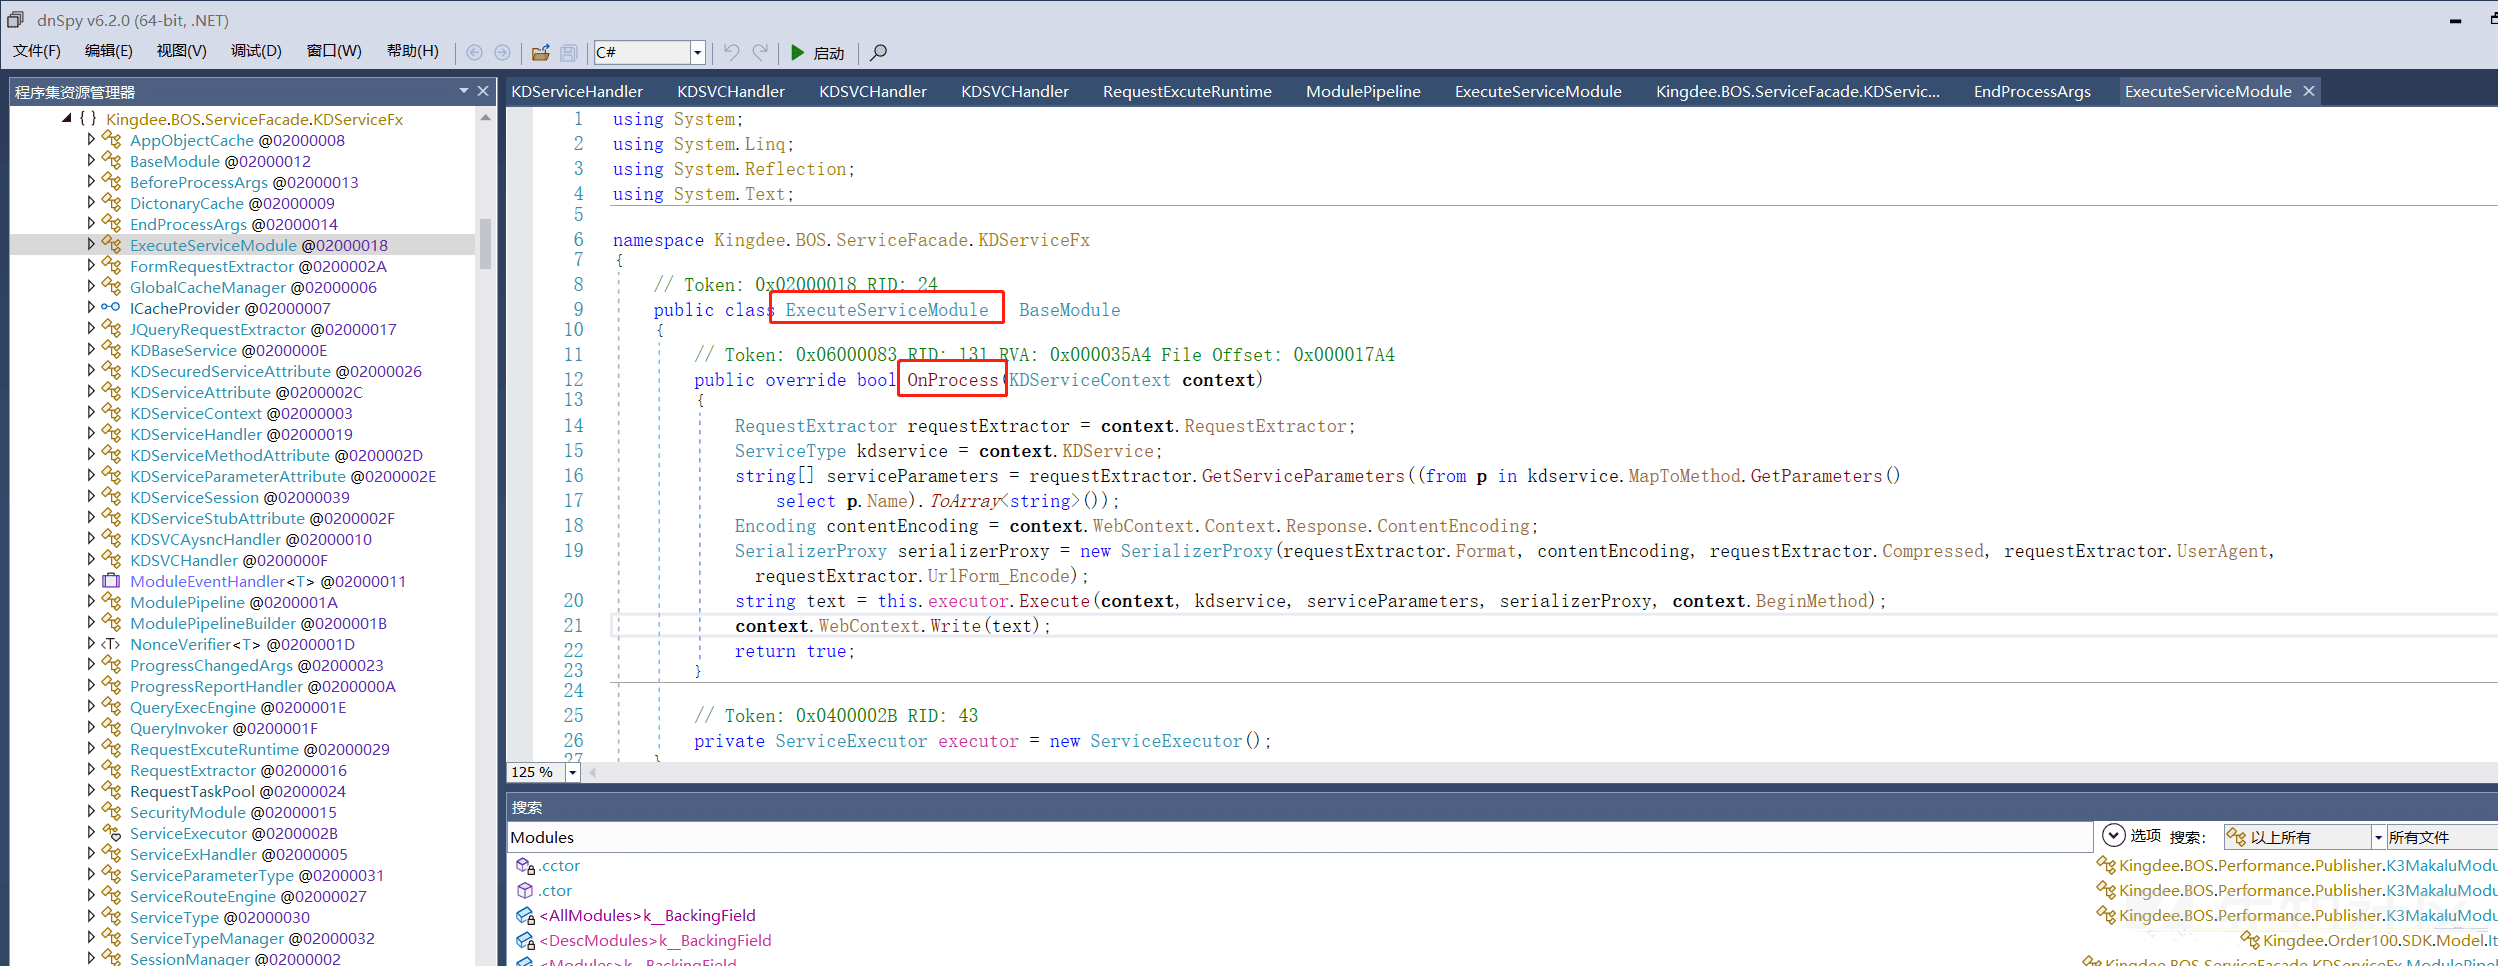 dnSpy v6.2.0 (64-bit, .NET)
文件(F) 编辑(E) 视图(V) 调试(D) 窗口(W) 帮助(H) C# 启动
程序集资源管理器
{ } Kingdee.BOS.ServiceFacade.KDServiceFx
AppObjectCache @02000008
BaseModule @02000012
BeforeProcessArgs @02000013
DictonaryCache @02000009
EndProcessArgs @02000014
ExecuteServiceModule @02000018
FormRequestExtractor @0200002A
GlobalCacheManager @02000006
ICacheProvider @02000007
JQueryRequestExtractor @02000017
KDBaseService @0200000E
KDSecuredServiceAttribute @02000026
KDServiceAttribute @0200002C
KDServiceContext @02000003
KDServiceHandler @02000019
KDServiceMethodAttribute @0200002D
KDServiceParameterAttribute @0200002E
KDServiceSession @02000039
KDServiceStubAttribute @0200002F
KDSVCAysncHandler @02000010
KDSVCHandler @0200000F
ModuleEventHandler<T> @02000011
ModulePipeline @0200001A
ModulePipelineBuilder @0200001B
<T> NonceVerifier<T> @0200001D
ProgressChangedArgs @02000023
ProgressReportHandler @0200000A
QueryExecEngine @0200001E
QueryInvoker @0200001F
RequestExcuteRuntime @02000029
RequestExtractor @02000016
RequestTaskPool @02000024
SecurityModule @02000015
ServiceExecutor @0200002B
ServiceExHandler @02000005
ServiceParameterType @02000031
ServiceRouteEngine @02000027
ServiceType @02000030
ServiceTypeManager @02000032
SessionManager @02000002
KDServiceHandler KDSVCHandler KDSVCHandler KDSVCHandler RequestExcuteRuntime ModulePipeline ExecuteServiceModule Kingdee.BOS.ServiceFacade.KDServic... EndProcessArgs ExecuteServiceModule
1 using System;
2 using System.Linq;
3 using System.Reflection;
4 using System.Text;
5
6 namespace Kingdee.BOS.ServiceFacade.KDServiceFx
7 {
8 // Token: 0x02000018 RID: 24
9 public class ExecuteServiceModule BaseModule
10 {
11 // Token: 0x06000083 RID: 131 RVA: 0x000035A4 File Offset: 0x000017A4
12 public override bool OnProcess(KDServiceContext context)
13 {
14 RequestExtractor requestExtractor = context.RequestExtractor;
15 ServiceType kdservice = context.KDService;
16 string[] serviceParameters = requestExtractor.GetServiceParameters((from p in kdservice.MapToMethod.GetParameters()
17 select p.Name).ToArray<string>());
18 Encoding contentEncoding = context.WebContext.Context.Response.ContentEncoding;
19 SerializerProxy serializerProxy = new SerializerProxy(requestExtractor.Format, contentEncoding, requestExtractor.Compressed, requestExtractor.UserAgent,
requestExtractor.UrlForm_Encode);
20 string text = this.executor.Execute(context, kdservice, serviceParameters, serializerProxy, context.BeginMethod);
21 context.WebContext.Write(text);
22 return true;
23 }
24
25 // Token: 0x0400002B RID: 43
26 private ServiceExecutor executor = new ServiceExecutor();
27 }
125 %
搜索
Modules 选项 搜索: 以上所有 所有文件
.cctor Kingdee.BOS.Performance.Publisher.K3MakaluModu
.ctor Kingdee.BOS.Performance.Publisher.K3MakaluModu
<AllModules>k__BackingField Kingdee.BOS.Performance.Publisher.K3MakaluModu
<DescModules>k__BackingField Kingdee.Order100.SDK.Model.It
<Modules>k__BackingField Kingdee.BOS.ServiceFacade.KDServiceFx.ModulePipel